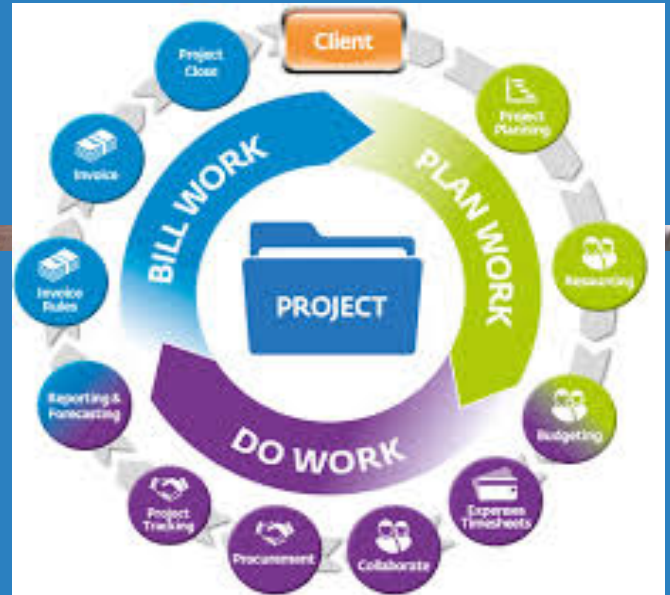 Client
Project
Planning
Resourcing
Budgeting
Expenses
Timesheets
Collaborate
Procurement
Project
Tracking
Reporting &
Forecasting
Invoice
Rules
Invoice
Project
Close
PLAN WORK
DO WORK
BILL WORK
PROJECT